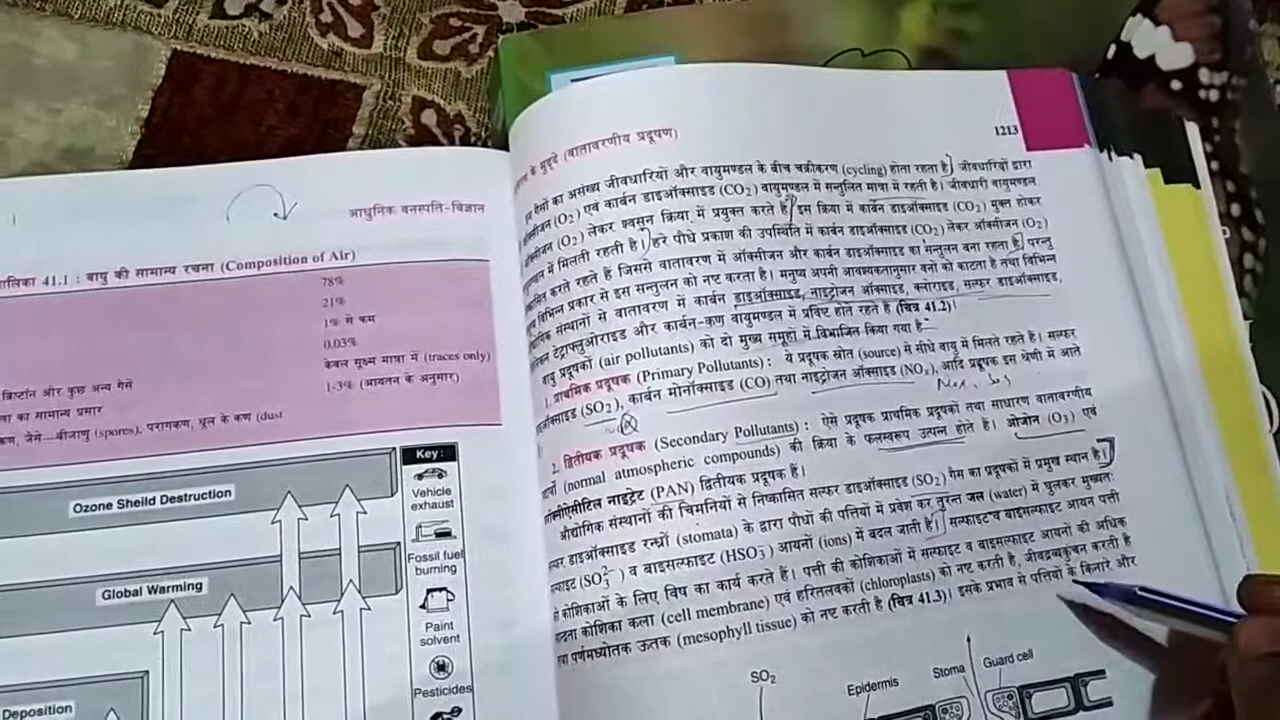 आधुनिक वनस्पति-विज्ञान
तालिका 41.1 : वायु की सामान्य रचना (Composition of Air)
78%
21%
1% से कम
0.03%
केवल सूक्ष्म मात्रा में (traces only)
क्रिप्टॉन और कुछ अन्य गैसें
1-3% (आयतन के अनुसार)
कण, जैसे—बीजाणु (spores), परागकण, धूल के कण (dust
Key:
Ozone Sheild Destruction
Vehicle
exhaust
Fossil fuel
burning
Global Warming
Paint
solvent
Pesticides
Deposition
के मुद्दे (वातावरणीय प्रदूषण)
1213
गैसों का असंख्य जीवधारियों और वायुमण्डल के बीच चक्रीकरण (cycling) होता रहता है। जीवधारियों द्वारा
(O2) एवं कार्बन डाइऑक्साइड (CO2) वायुमण्डल में सन्तुलित मात्रा में रहती है। जीवधारी वायुमण्डल
ऑक्सीजन (O2) लेकर श्वसन क्रिया में प्रयुक्त करते हैं। इस क्रिया में कार्बन डाइऑक्साइड (CO2) मुक्त होकर
में मिलती रहती है। हरे पौधे प्रकाश की उपस्थिति में कार्बन डाइऑक्साइड (CO2) लेकर ऑक्सीजन (O2)
करते रहते हैं जिससे वातावरण में ऑक्सीजन और कार्बन डाइऑक्साइड का सन्तुलन बना रहता है। परन्तु
विभिन्न प्रकार से इस सन्तुलन को नष्ट करता है। मनुष्य अपनी आवश्यकतानुसार वनों को काटता है तथा विभिन्न
संस्थानों से वातावरण में कार्बन डाइऑक्साइड, नाइट्रोजन ऑक्साइड, क्लोराइड, सल्फर डाइऑक्साइड,
टेट्राफ्लुओराइड और कार्बन-कण वायुमण्डल में प्रविष्ट होते रहते हैं (चित्र 41.2)।
वायु प्रदूषकों (air pollutants) को दो मुख्य समूहों में विभाजित किया गया है—
1. प्राथमिक प्रदूषक (Primary Pollutants) : ये प्रदूषक स्रोत (source) से सीधे वायु में मिलते रहते हैं। सल्फर
(SO2), कार्बन मोनॉक्साइड (CO) तथा नाइट्रोजन ऑक्साइड (NOx), आदि प्रदूषक इस श्रेणी में आते
2. द्वितीयक प्रदूषक (Secondary Pollutants) : ऐसे प्रदूषक प्राथमिक प्रदूषकों तथा साधारण वातावरणीय
(normal atmospheric compounds) की क्रिया के फलस्वरूप उत्पन्न होते हैं। ओजोन (O3) एवं
नाइट्रेट (PAN) द्वितीयक प्रदूषक हैं।
औद्योगिक संस्थानों की चिमनियों से निष्कासित सल्फर डाइऑक्साइड (SO2) गैस का प्रदूषकों में प्रमुख स्थान है।
डाइऑक्साइड रन्ध्रों (stomata) के द्वारा पौधों की पत्तियों में प्रवेश कर तुरन्त जल (water) में घुलकर मुख्यतः
(SO3 2-) व बाइसल्फाइट (HSO3-) आयनों (ions) में बदल जाती है। सल्फाइट व बाइसल्फाइट आयन पत्ती
कोशिकाओं के लिए विष का कार्य करते हैं। पत्ती की कोशिकाओं में सल्फाइट व बाइसल्फाइट आयनों की अधिक
कोशिका कला (cell membrane) एवं हरितलवकों (chloroplasts) को नष्ट करती है, जीवद्रव्यकुंचन करती है
तथा पर्णमध्योतक ऊतक (mesophyll tissue) को नष्ट करती है (चित्र 41.3)। इसके प्रभाव से पत्तियों के किनारे और
SO2
Epidermis
Stoma
Guard cell